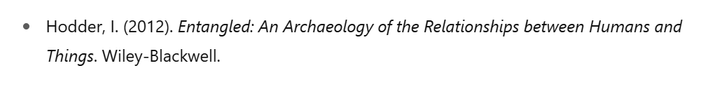 • Hodder, I. (2012). Entangled: An Archaeology of the Relationships between Humans and
Things. Wiley-Blackwell.